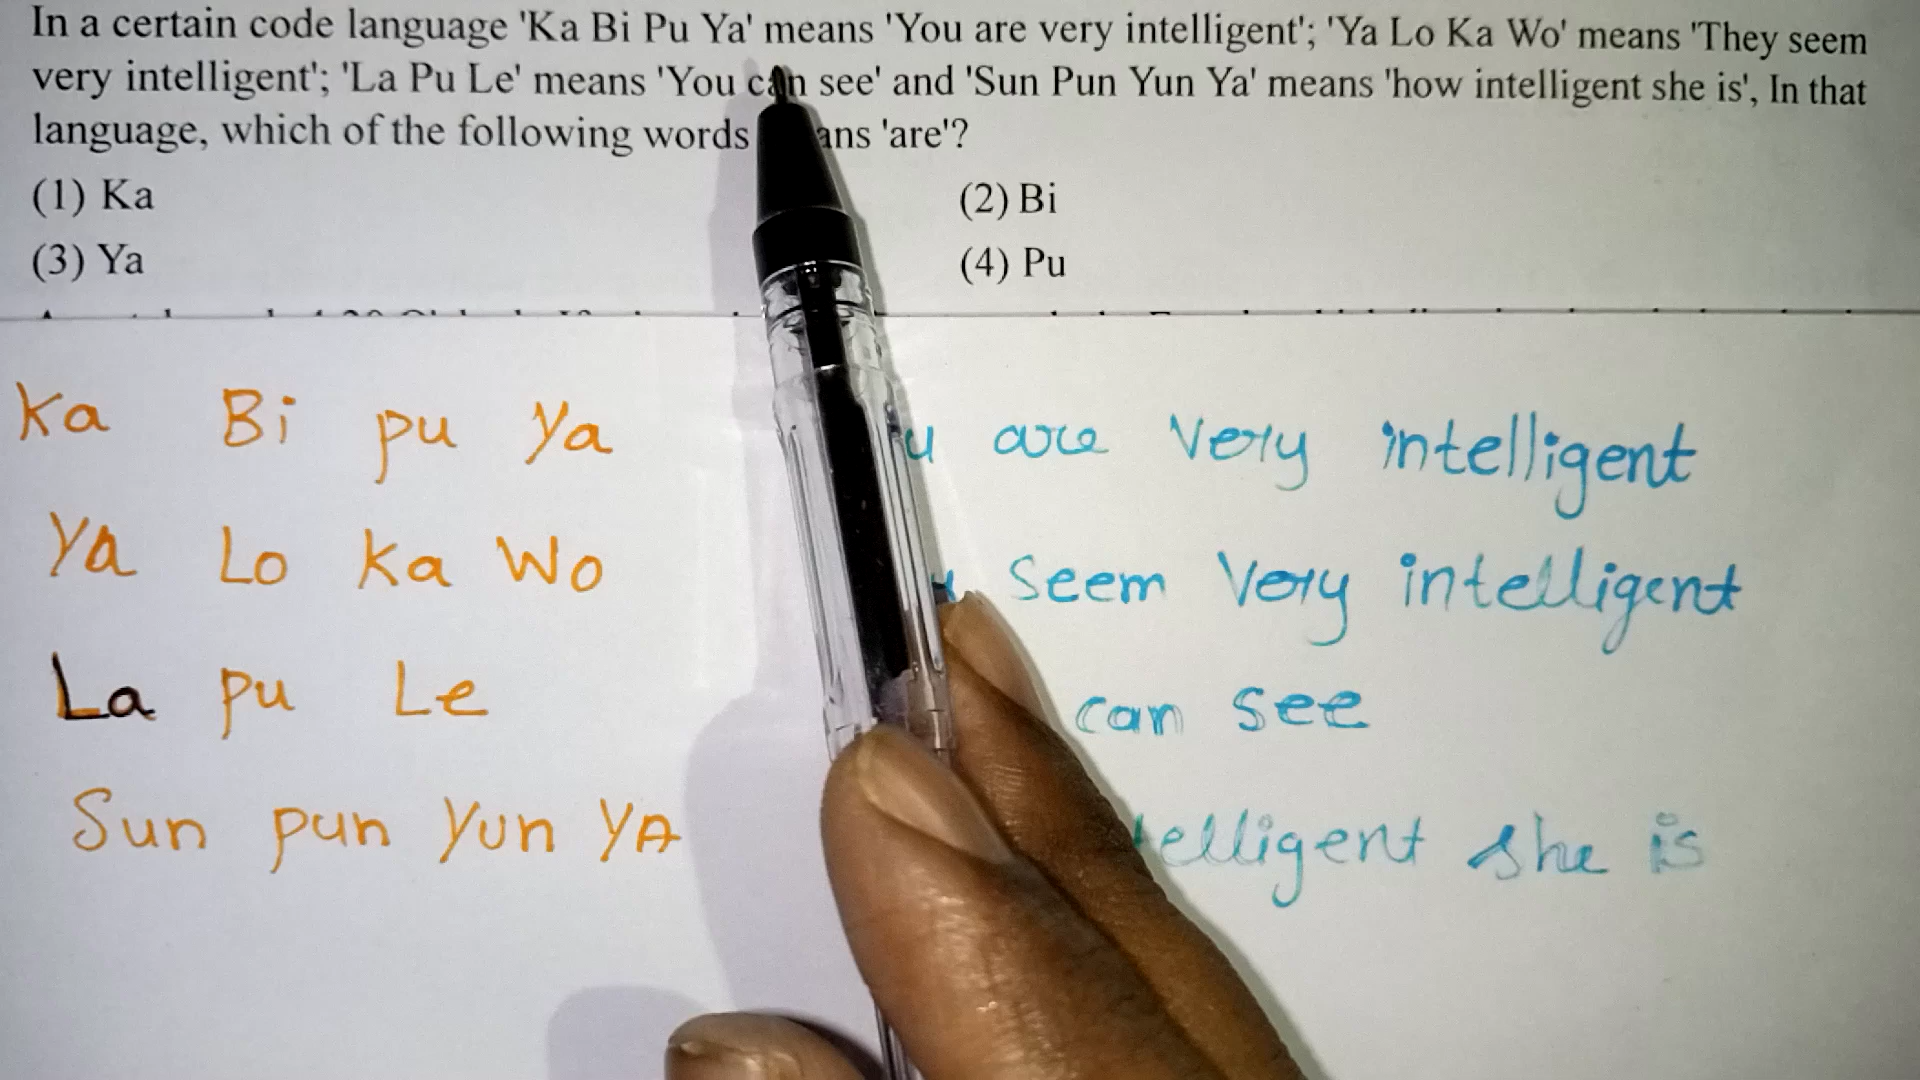 In a certain code language 'Ka Bi Pu Ya' means 'You are very intelligent'; 'Ya Lo Ka Wo' means 'They seem
very intelligent'; 'La Pu Le' means 'You can see' and 'Sun Pun Yun Ya' means 'how intelligent she is', In that
language, which of the following words 'are'?
(1) Ka (2) Bi
(3) Ya (4) Pu
Ka Bi pu Ya are Very intelligent
Ya Lo Ka Wo Seem Very intelligent
La pu Le can see
Sun pun Yun YA she is